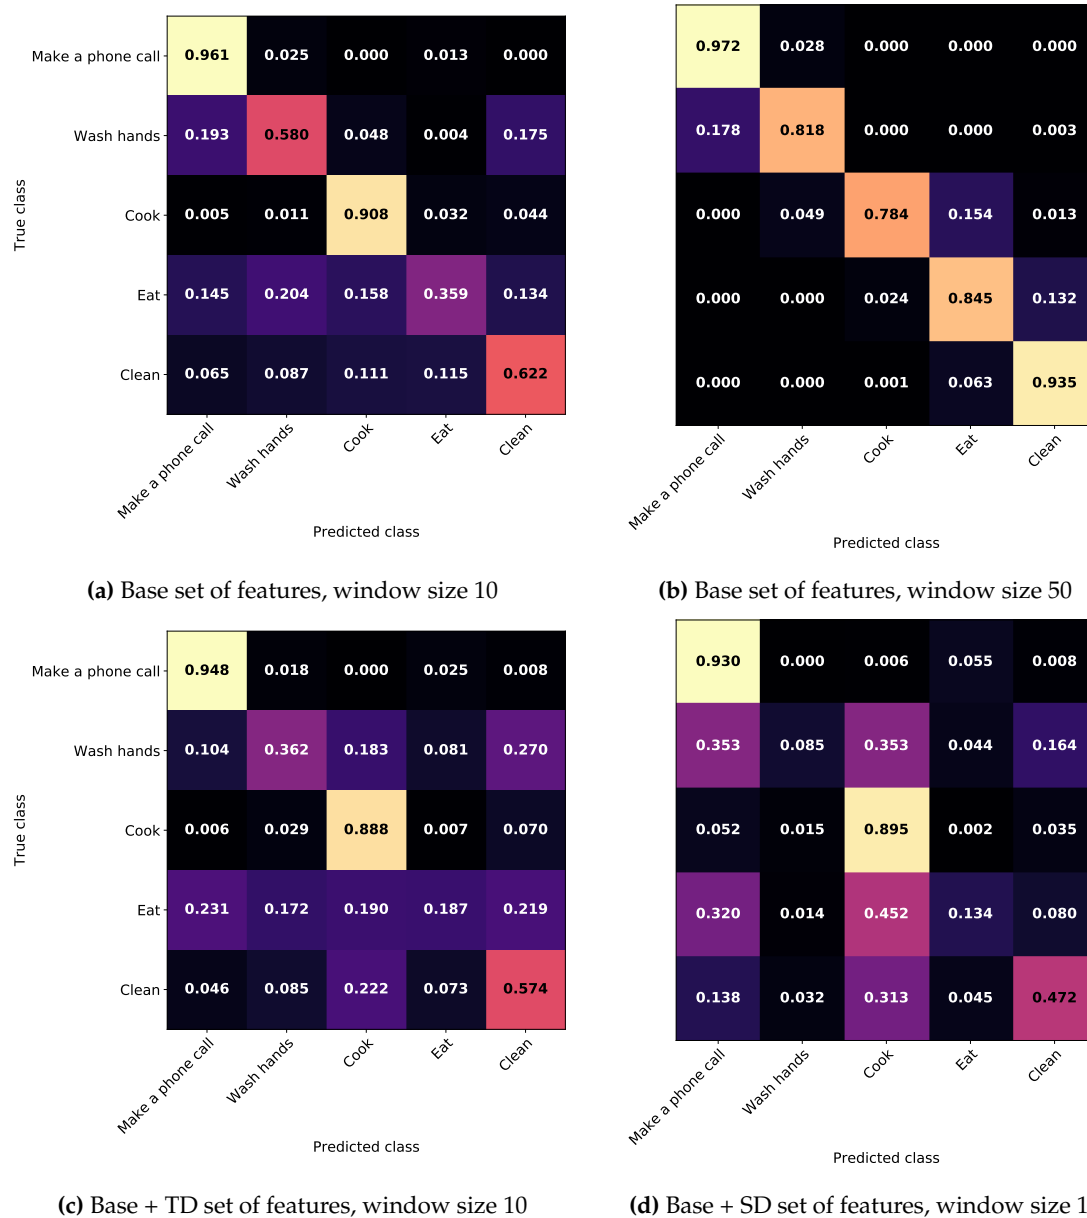 Make a phone call 0.961 0.025 0.000 0.013 0.000
Wash hands 0.193 0.580 0.048 0.004 0.175
Cook 0.005 0.011 0.908 0.032 0.044
Eat 0.145 0.204 0.158 0.359 0.134
Clean 0.065 0.087 0.111 0.115 0.622
True class
Make a phone call Wash hands Cook Eat Clean
Predicted class
(a) Base set of features, window size 10
0.972 0.028 0.000 0.000 0.000
0.178 0.818 0.000 0.000 0.003
0.000 0.049 0.784 0.154 0.013
0.000 0.000 0.024 0.845 0.132
0.000 0.000 0.001 0.063 0.935
Make a phone call Wash hands Cook Eat Clean
Predicted class
(b) Base set of features, window size 50
Make a phone call 0.948 0.018 0.000 0.025 0.008
Wash hands 0.104 0.362 0.183 0.081 0.270
Cook 0.006 0.029 0.888 0.007 0.070
Eat 0.231 0.172 0.190 0.187 0.219
Clean 0.046 0.085 0.222 0.073 0.574
True class
Make a phone call Wash hands Cook Eat Clean
Predicted class
(c) Base + TD set of features, window size 10
0.930 0.000 0.006 0.055 0.008
0.353 0.085 0.353 0.044 0.164
0.052 0.015 0.895 0.002 0.035
0.320 0.014 0.452 0.134 0.080
0.138 0.032 0.313 0.045 0.472
Make a phone call Wash hands Cook Eat Clean
Predicted class
(d) Base + SD set of features, window size